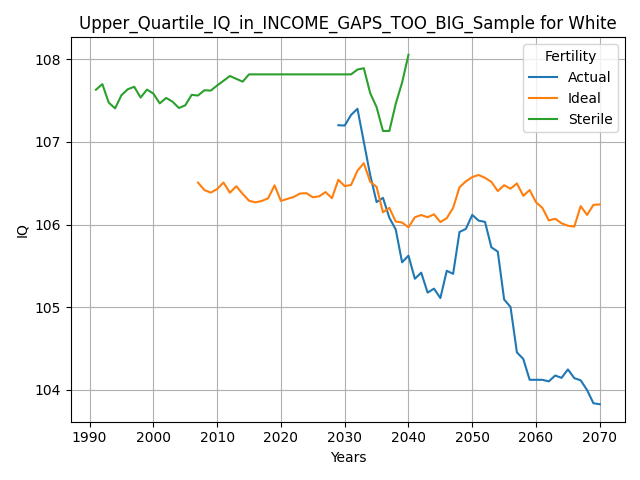 Upper_Quartile_IQ_in_INCOME_GAPS_TOO_BIG_Sample for White
Fertility
Actual
Ideal
Sterile
108
107
106
105
104
IQ
1990 2000 2010 2020 2030 2040 2050 2060 2070
Years